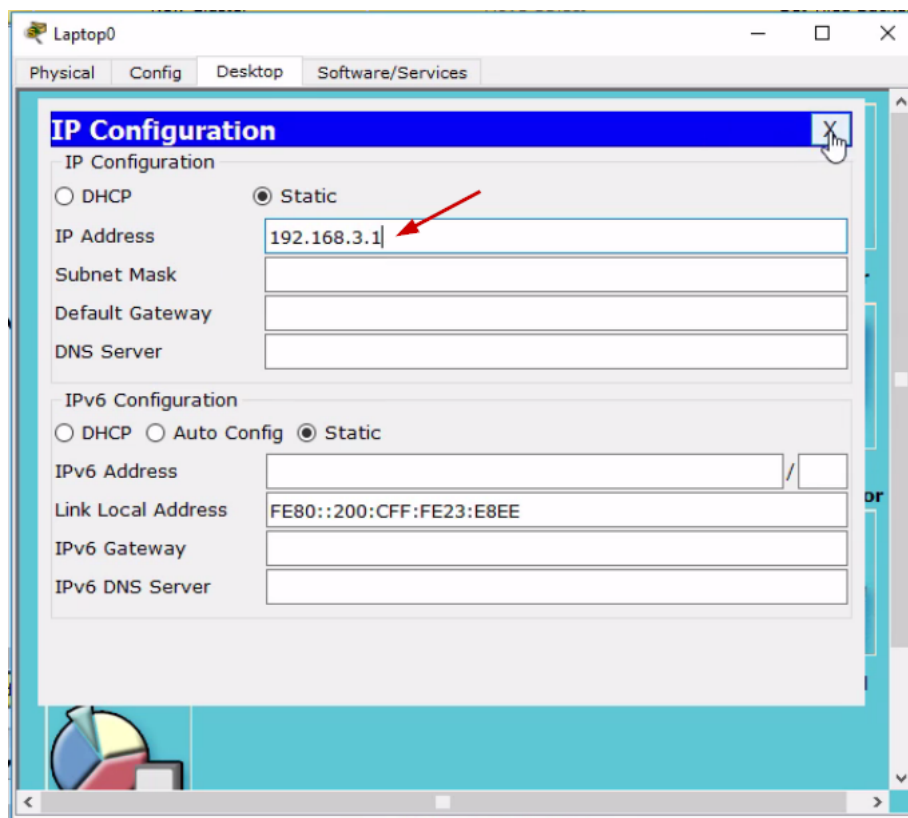 Laptop0
Physical Config Desktop Software/Services
IP Configuration X
IP Configuration
DHCP Static
IP Address 192.168.3.1
Subnet Mask
Default Gateway
DNS Server
IPv6 Configuration
DHCP Auto Config Static
IPv6 Address /
Link Local Address FE80::200:CFF:FE23:E8EE
IPv6 Gateway
IPv6 DNS Server
or